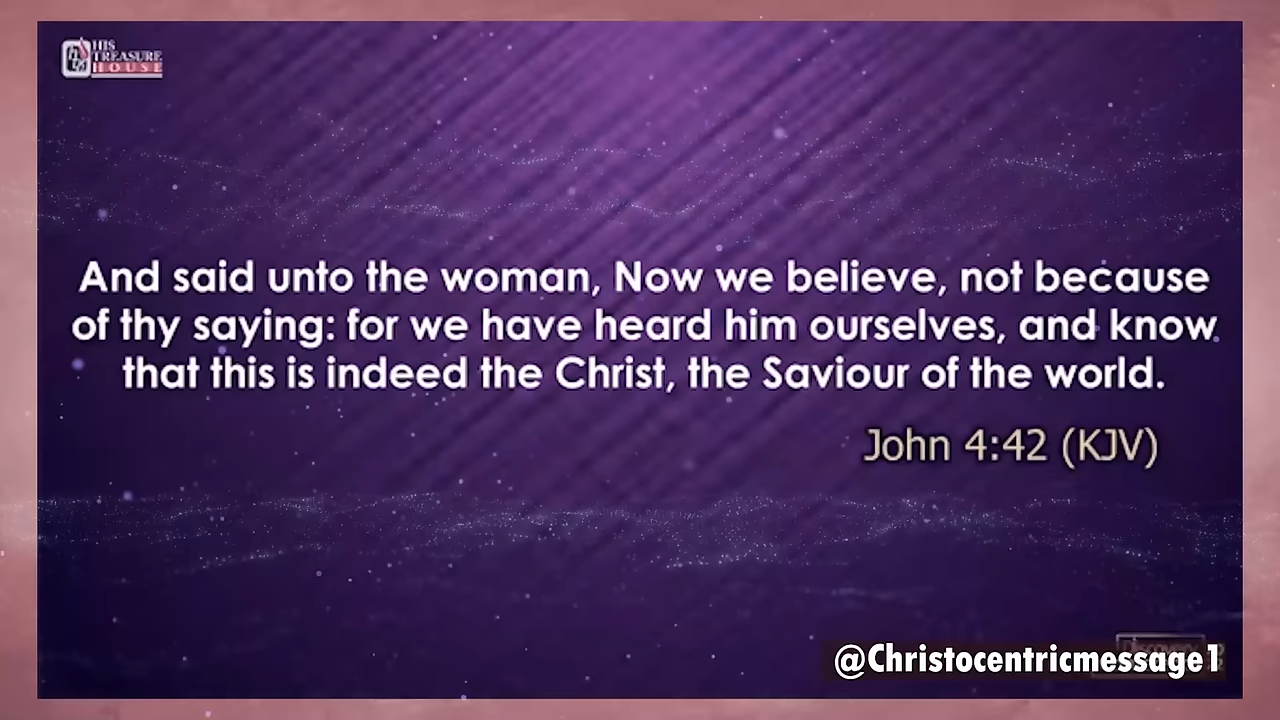 HIS
TREASURE
HOUSE
And said unto the woman, Now we believe, not because
of thy saying: for we have heard him ourselves, and know
that this is indeed the Christ, the Saviour of the world.
John 4:42 (KJV)
@Christocentricmessage1